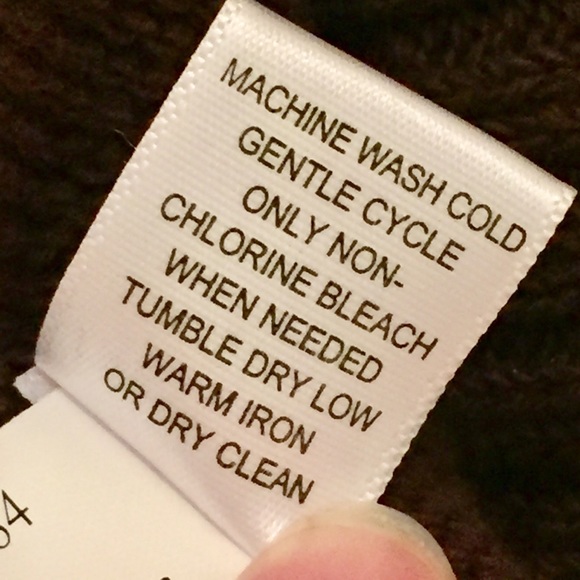 MACHINE WASH COLD
GENTLE CYCLE
ONLY NON-
CHLORINE BLEACH
WHEN NEEDED
TUMBLE DRY LOW
WARM IRON
OR DRY CLEAN